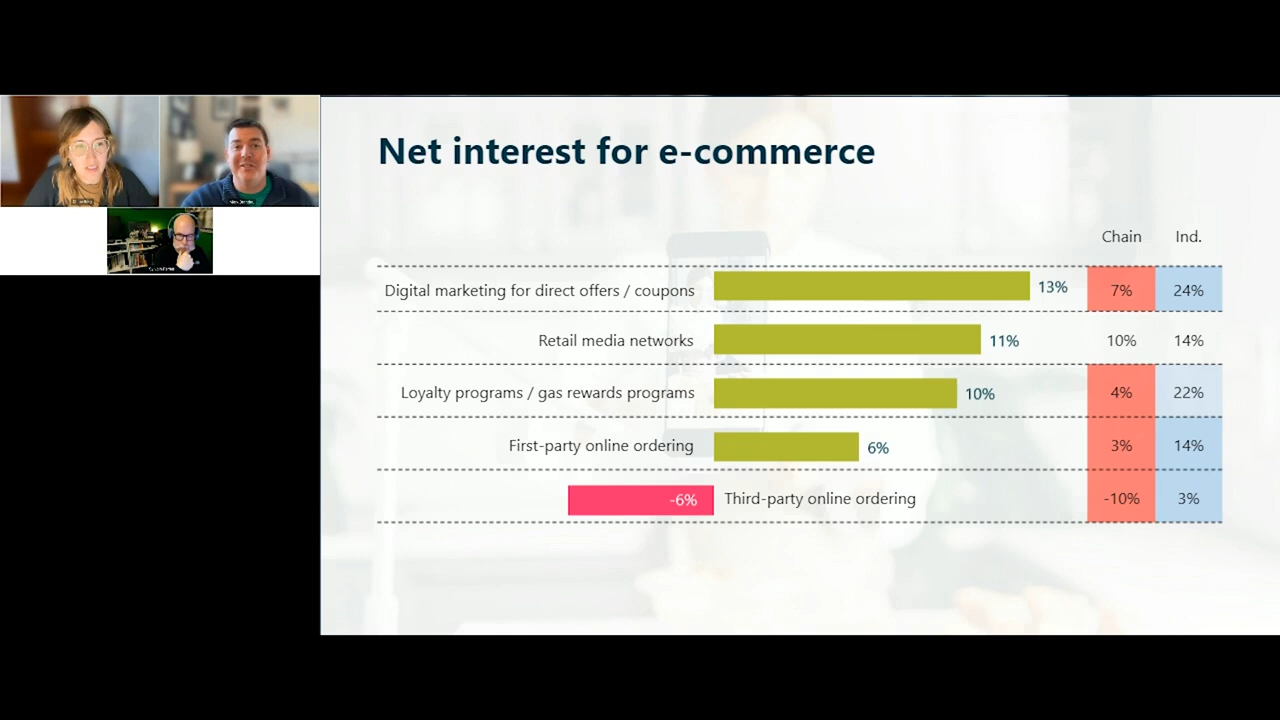 Net interest for e-commerce
Chain Ind.
Digital marketing for direct offers / coupons 13% 7% 24%
Retail media networks 11% 10% 14%
Loyalty programs / gas rewards programs 10% 4% 22%
First-party online ordering 6% 3% 14%
-6% Third-party online ordering -10% 3%